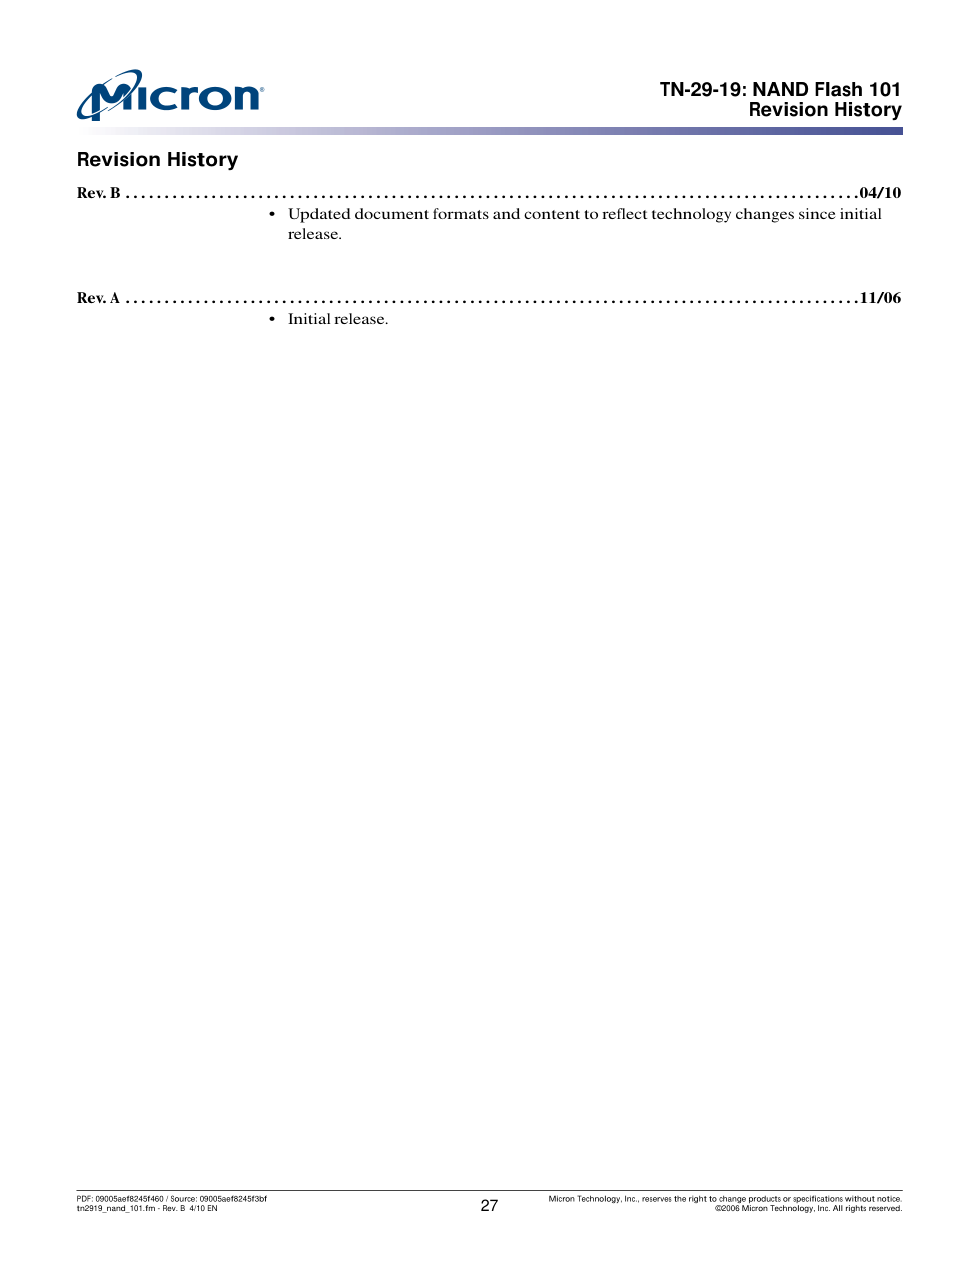 Micron®
TN-29-19: NAND Flash 101
Revision History
Revision History
Rev. B . . . . . . . . . . . . . . . . . . . . . . . . . . . . . . . . . . . . . . . . . . . . . . . . . . . . . . . . . . . . . . . . . . . . . . . . . . . . . . . . . . . . . . . . . . . . . .04/10
• Updated document formats and content to reflect technology changes since initial
release.
Rev. A . . . . . . . . . . . . . . . . . . . . . . . . . . . . . . . . . . . . . . . . . . . . . . . . . . . . . . . . . . . . . . . . . . . . . . . . . . . . . . . . . . . . . . . . . . . . . .11/06
• Initial release.
PDF: 09005aef8245f460 / Source: 09005aef8245f3bf
tn2919_nand_101.fm - Rev. B 4/10 EN
27
Micron Technology, Inc., reserves the right to change products or specifications without notice.
©2006 Micron Technology, Inc. All rights reserved.